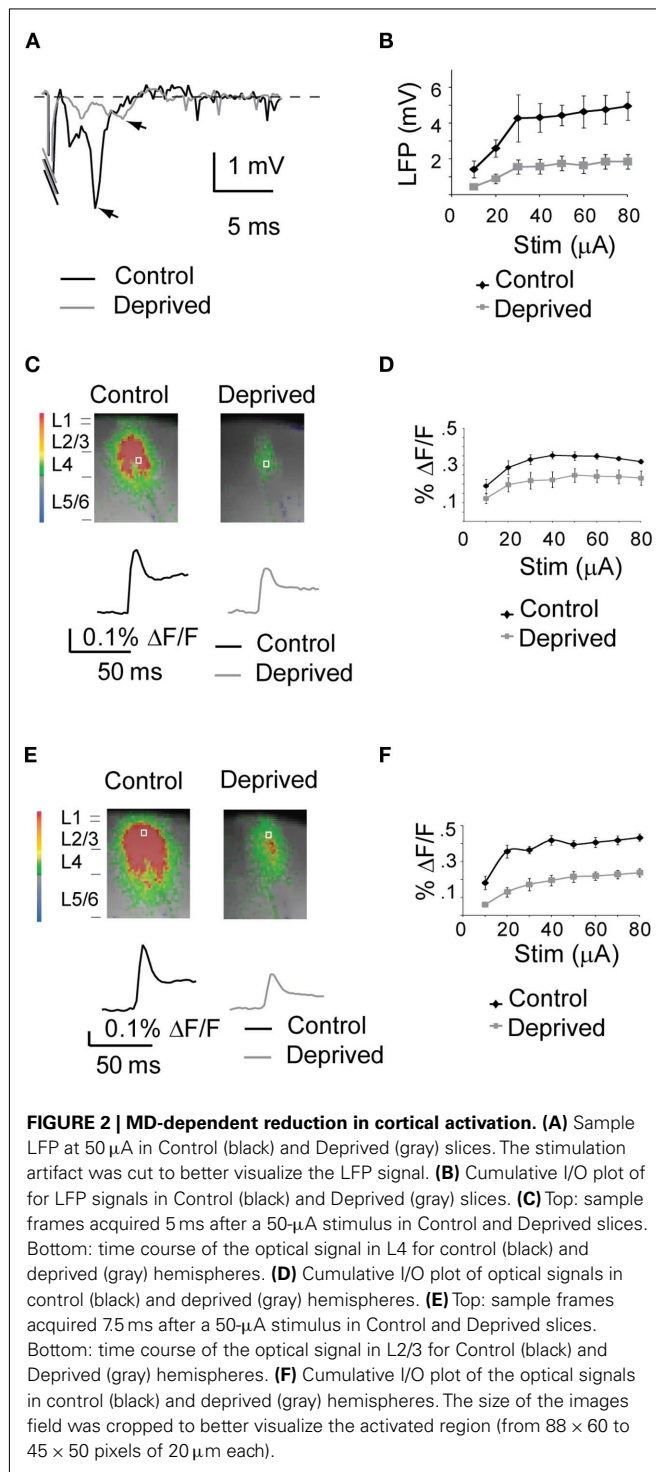 A
1 mV
5 ms
Control
Deprived
B
LFP (mV)
6
4
2
0 20 40 60 80
Stim (µA)
Control
Deprived
C
Control Deprived
L1
L2/3
L4
L5/6
0.1% ΔF/F
50 ms
Control
Deprived
D
% ΔF/F
.5
.3
.1
0 20 40 60 80
Stim (µA)
Control
Deprived
E
Control Deprived
L1
L2/3
L4
L5/6
0.1% ΔF/F
50 ms
Control
Deprived
F
% ΔF/F
.5
.3
.1
0 20 40 60 80
Stim (µA)
Control
Deprived
FIGURE 2 | MD-dependent reduction in cortical activation. (A) Sample
LFP at 50 µA in Control (black) and Deprived (gray) slices. The stimulation
artifact was cut to better visualize the LFP signal. (B) Cumulative I/O plot of
for LFP signals in Control (black) and Deprived (gray) slices. (C) Top: sample
frames acquired 5 ms after a 50-µA stimulus in Control and Deprived slices.
Bottom: time course of the optical signal in L4 for control (black) and
deprived (gray) hemispheres. (D) Cumulative I/O plot of optical signals in
control (black) and deprived (gray) hemispheres. (E) Top: sample frames
acquired 7.5 ms after a 50-µA stimulus in Control and Deprived slices.
Bottom: time course of the optical signal in L2/3 for Control (black) and
Deprived (gray) hemispheres. (F) Cumulative I/O plot of the optical signals
in control (black) and deprived (gray) hemispheres. The size of the images
field was cropped to better visualize the activated region (from 88 × 60 to
45 × 50 pixels of 20 µm each).